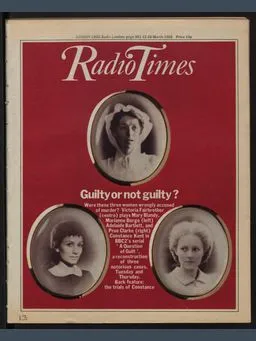 RadioTimes
Guilty or not guilty?
Were these three women wrongly accused
of murder? Victoria Fairbrother
(centre) plays Mary Blandy,
Marianne Borgo (left)
Adelaide Bartlett, and
Prue Clarke (right)
Constance Kent in
BBC2's serial
'A Question
of Guilt',
a reconstruction
of three
notorious cases.
Tuesday and
Thursday.
Back feature:
the trials of Constance